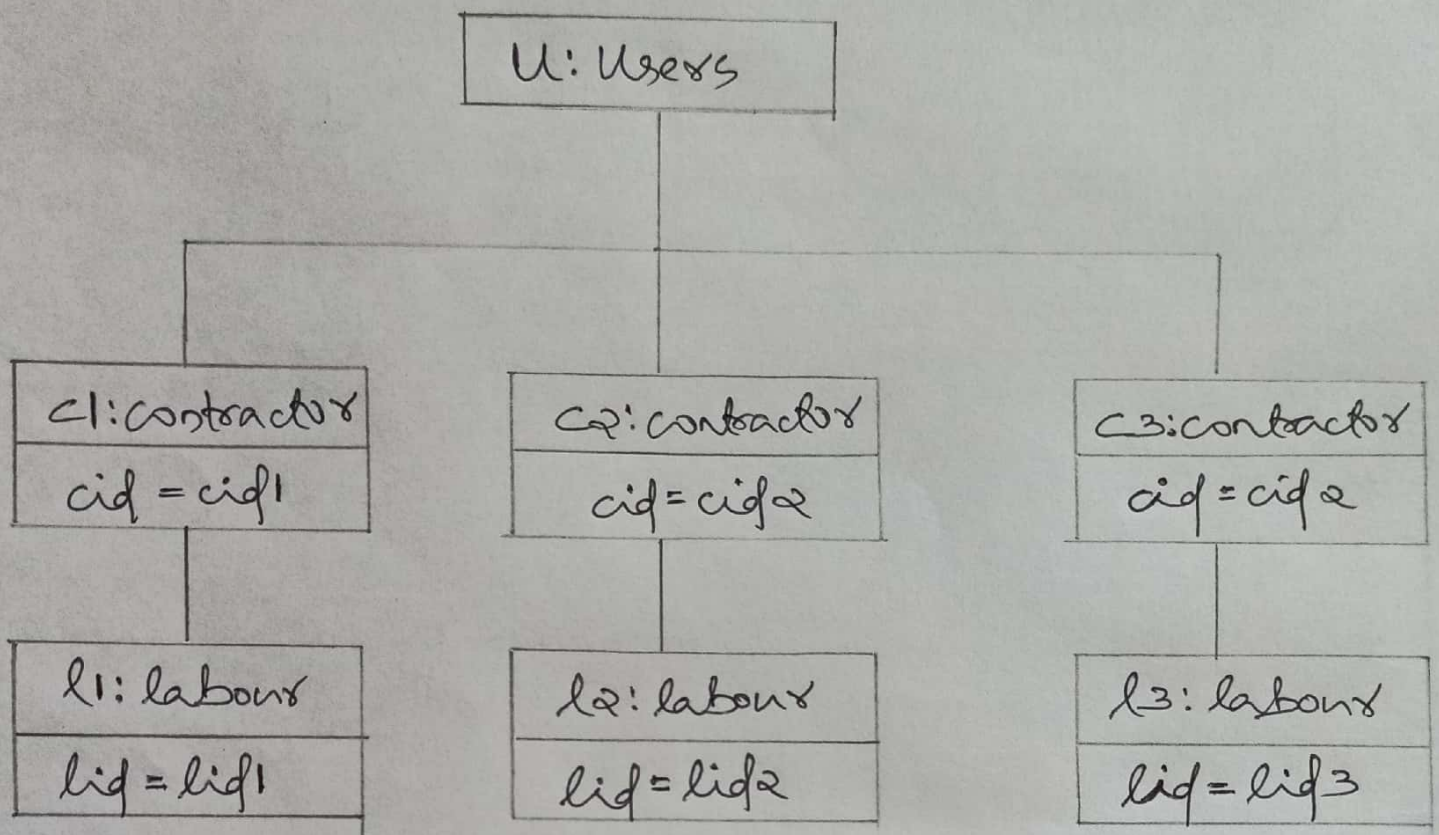 U: Users
C1: contractor
cid = cid1
C2: contractor
cid = cid2
C3: contractor
cid = cid2
l1: labour
lid = lid1
l2: labour
lid = lid2
l3: labour
lid = lid3